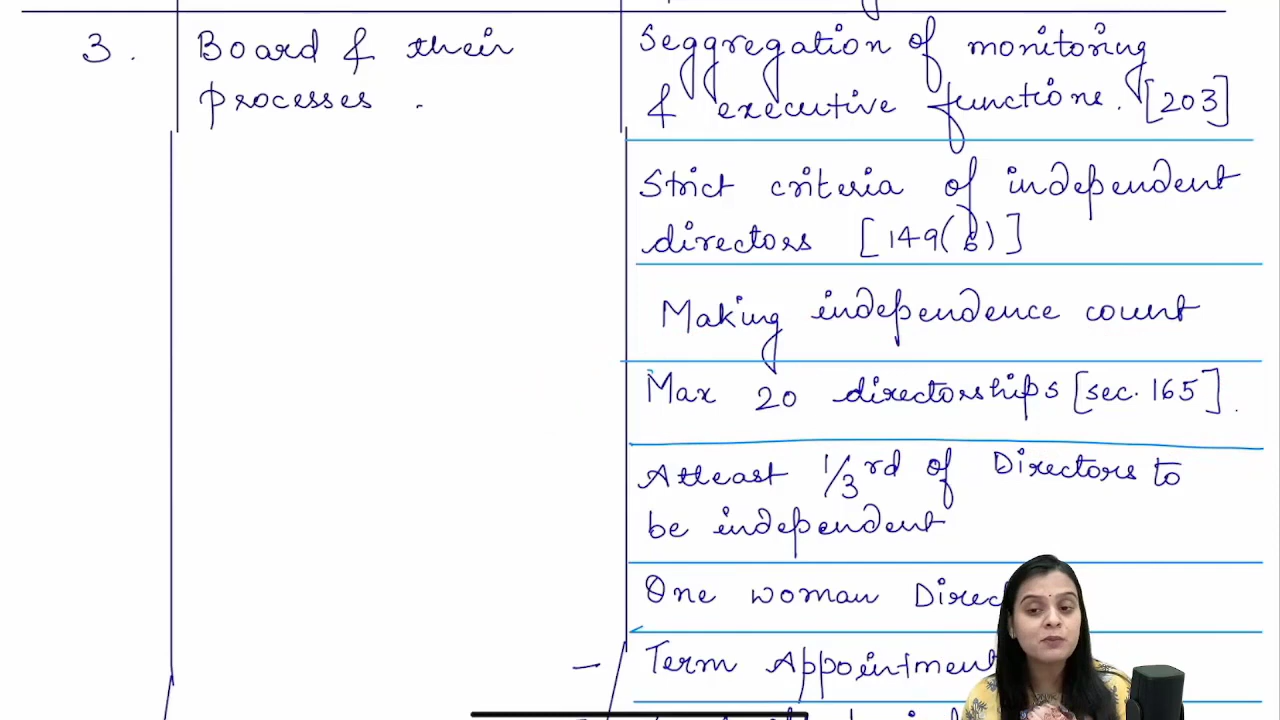 3. Board & their
processes.
Seggregation of monitoring
& executive functions. [203]
Strict criteria of independent
directors [149(6)]
Making independence count
Max 20 directorships [sec. 165].
Atleast 1/3rd of Directors to
be independent
One woman Direc
- Term Appointment